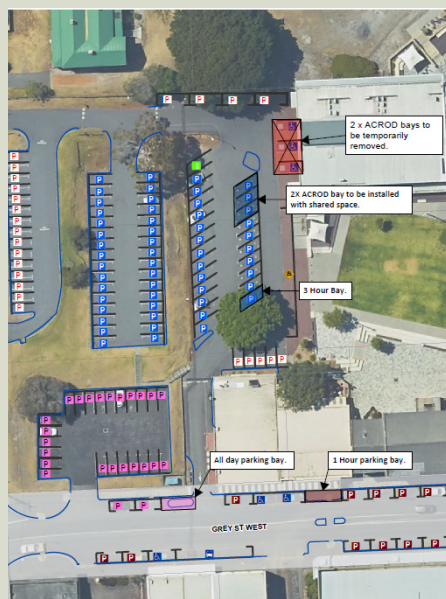 2 x ACROD bays to
be temporarily
removed.
2X ACROD bay to be installed
with shared space.
3 Hour Bay.
All day parking bay.
1 Hour parking bay.
GREY ST WEST